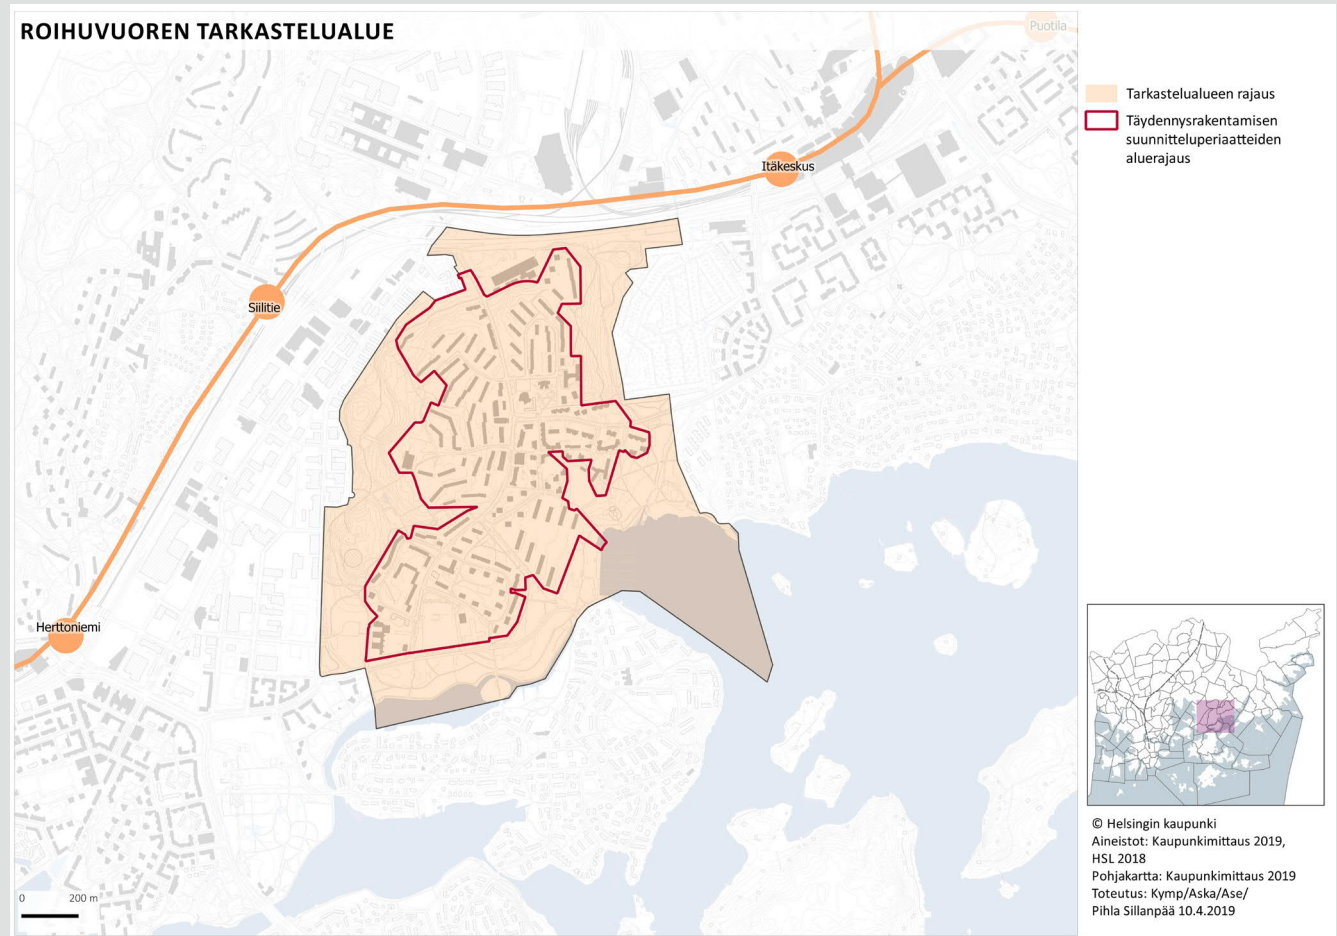 ROIHUVUOREN TARKASTELUALUE
Puotila
Tarkastelualueen rajaus
Täydennysrakentamisen
suunnitteluperiaatteiden
aluerajaus
Itäkeskus
Siilitie
Herttoniemi
0 200 m
© Helsingin kaupunki
Aineistot: Kaupunkimittaus 2019,
HSL 2018
Pohjakartta: Kaupunkimittaus 2019
Toteutus: Kymp/Aska/Ase/
Pihla Sillanpää 10.4.2019